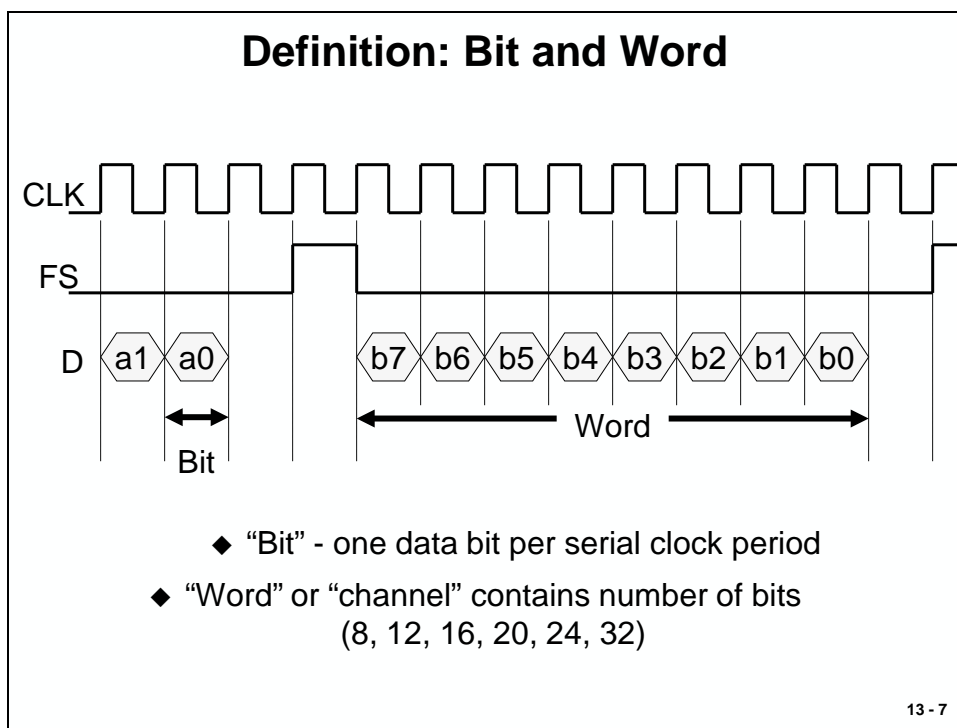 Definition: Bit and Word
CLK
FS
D a1 a0 b7 b6 b5 b4 b3 b2 b1 b0
Word
Bit
◆ “Bit” - one data bit per serial clock period
◆ “Word” or “channel” contains number of bits
(8, 12, 16, 20, 24, 32)
13 - 7